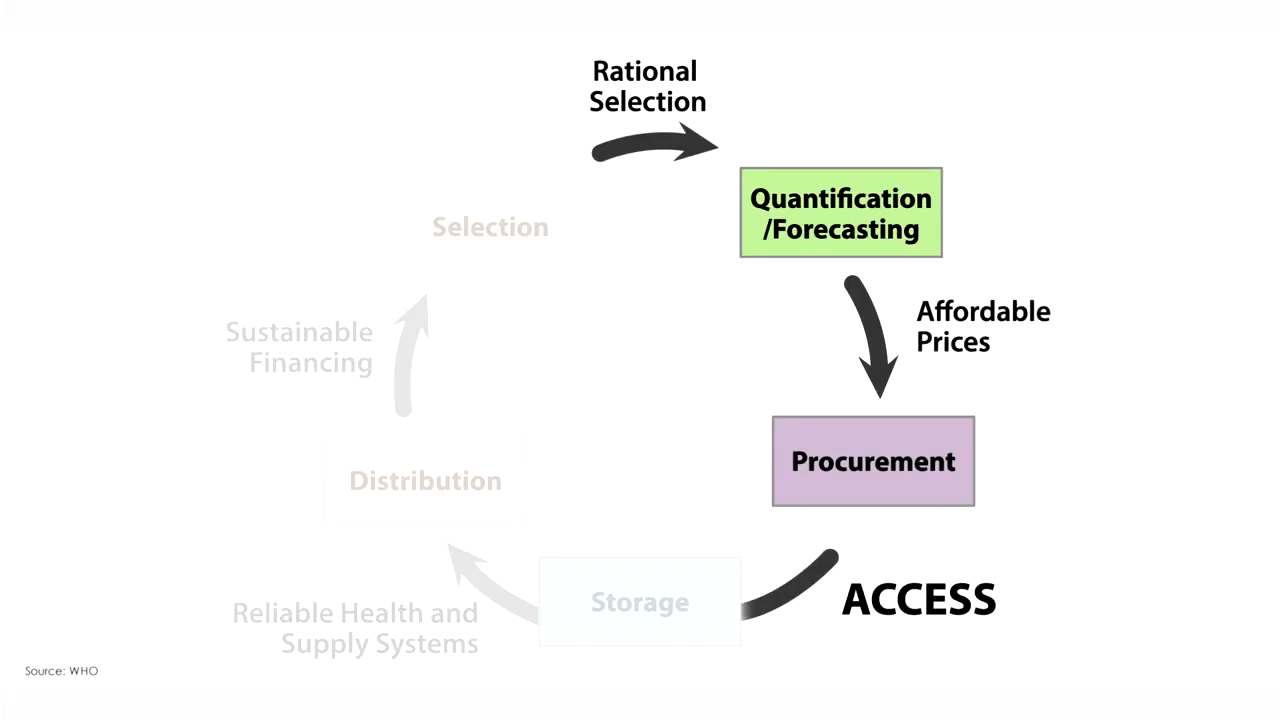 Rational
Selection
Quantification
/Forecasting
Selection
Affordable
Prices
Sustainable
Financing
Procurement
Distribution
ACCESS
Storage
Reliable Health and
Supply Systems
Source: WHO